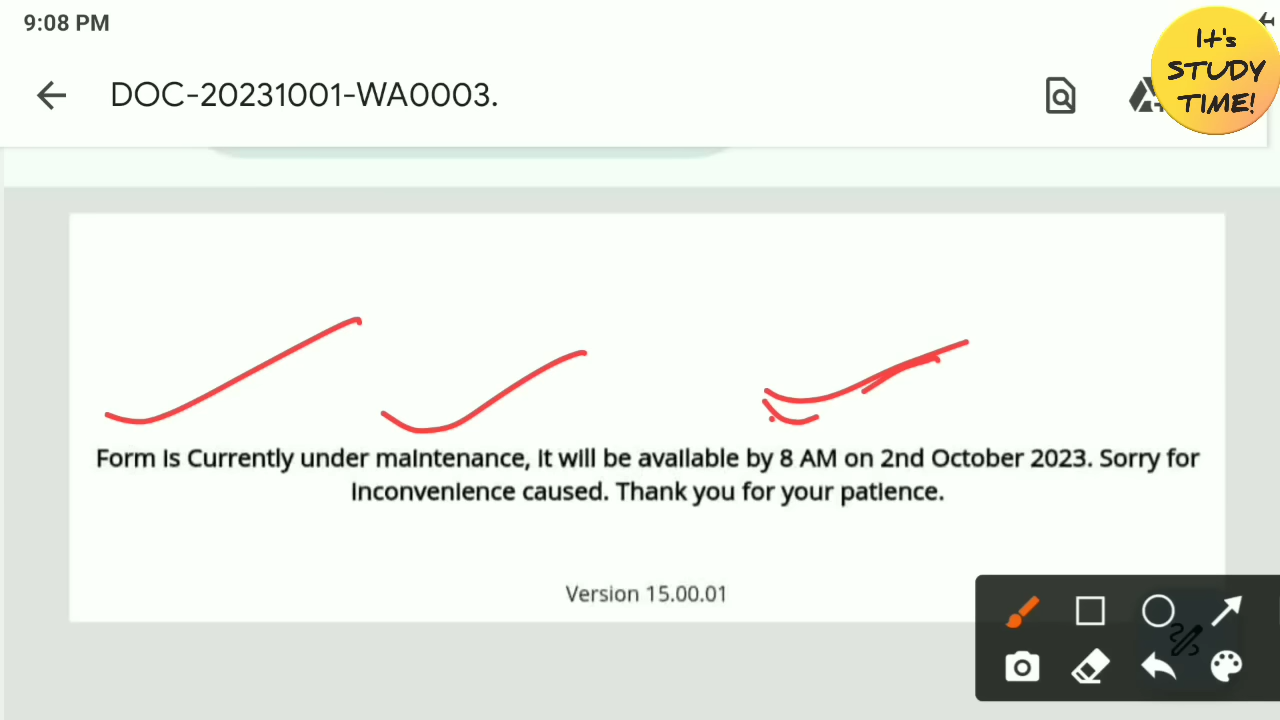 9:08 PM
It's
STUDY
TIME!
DOC-20231001-WA0003.
Form is Currently under maintenance, it will be available by 8 AM on 2nd October 2023. Sorry for
inconvenience caused. Thank you for your patience.
Version 15.00.01